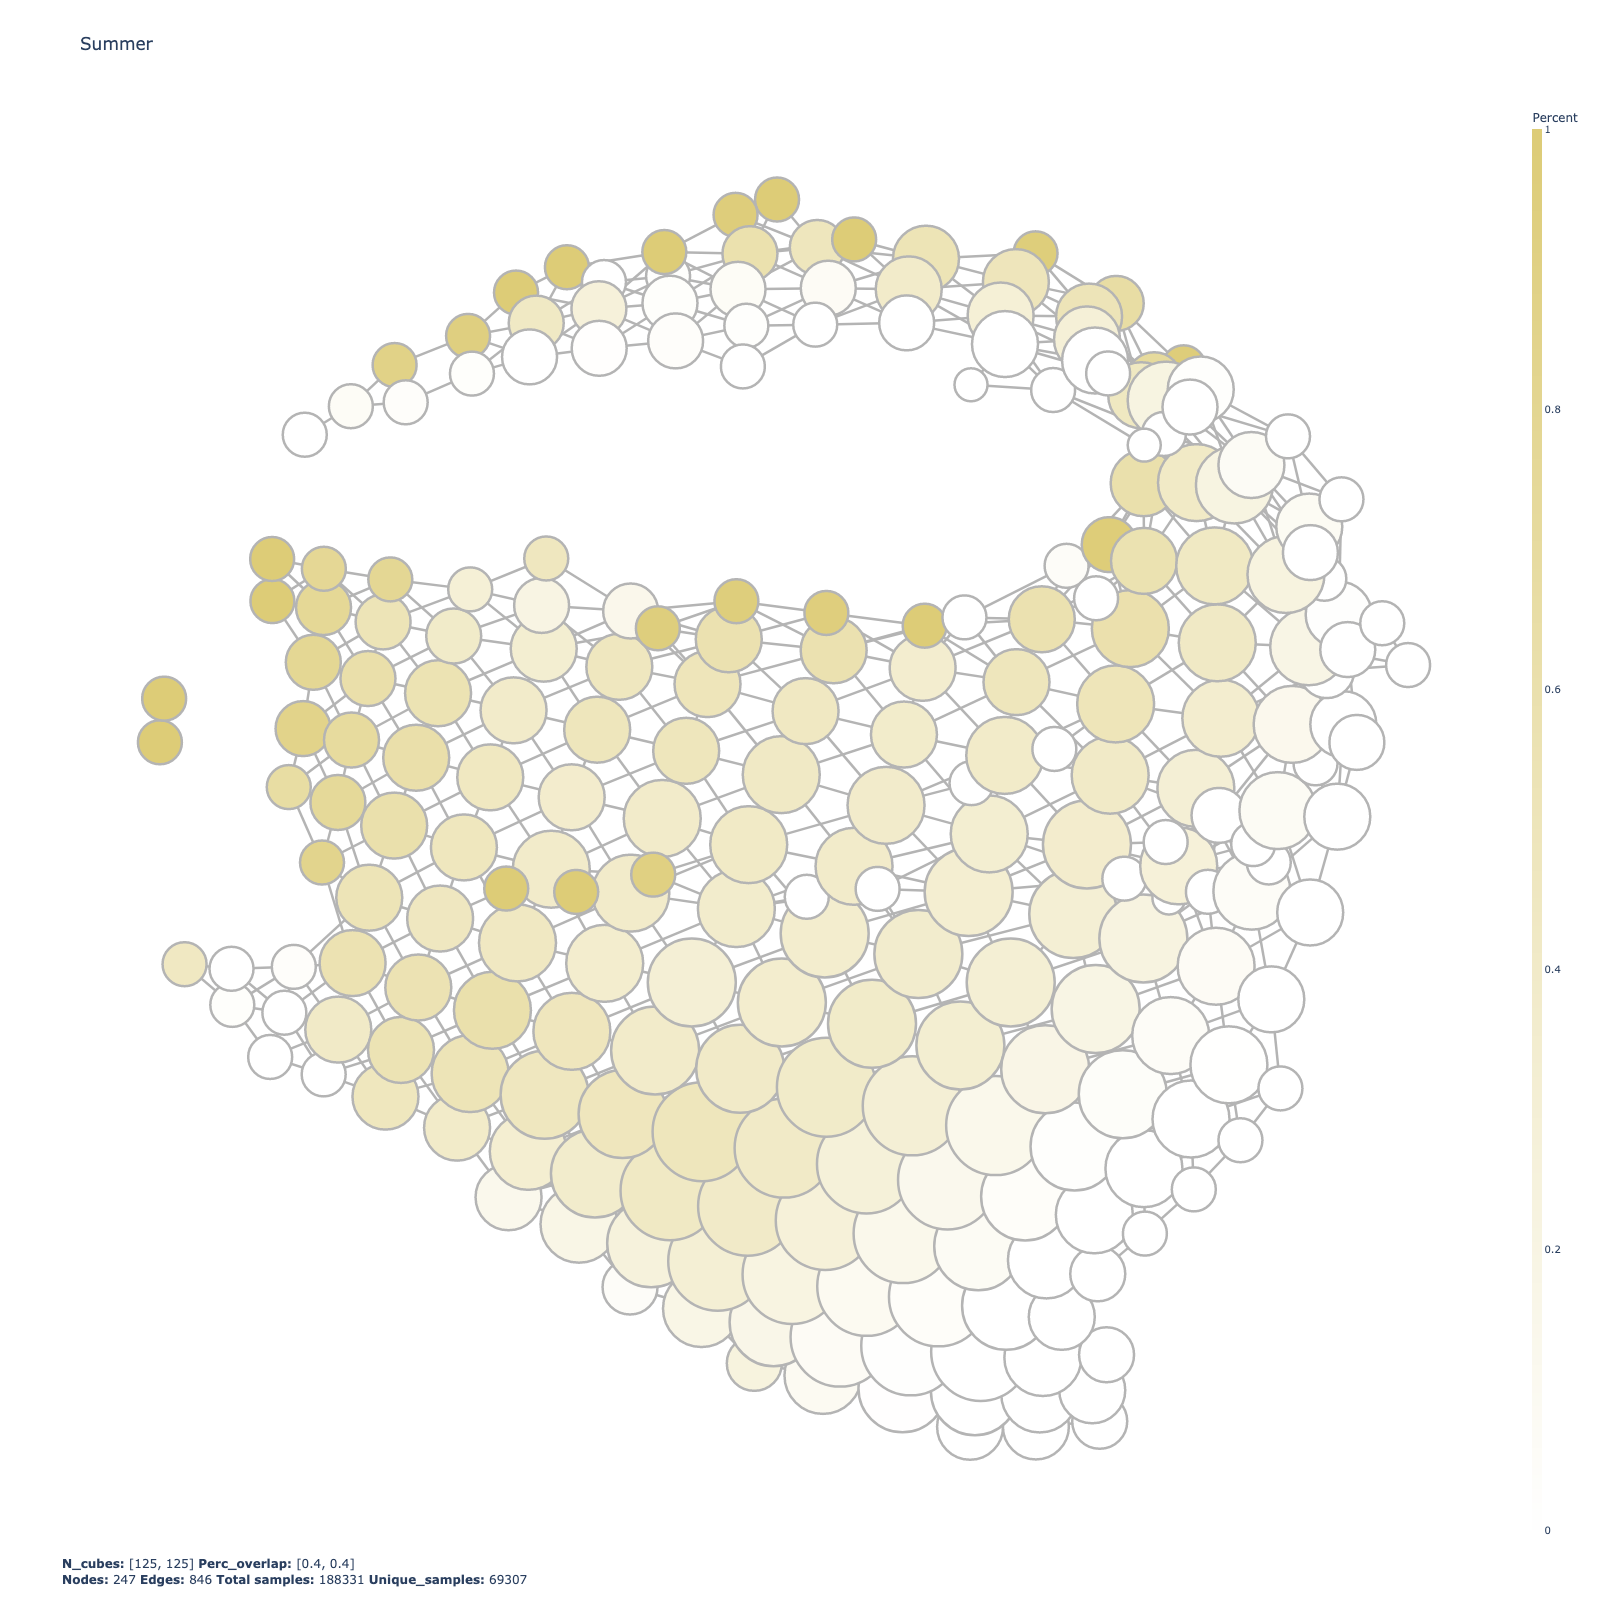 Summer
Percent
1
0.8
0.6
0.4
0.2
0
N_cubes: [125, 125] Perc_overlap: [0.4, 0.4]
Nodes: 247 Edges: 846 Total samples: 188331 Unique_samples: 69307